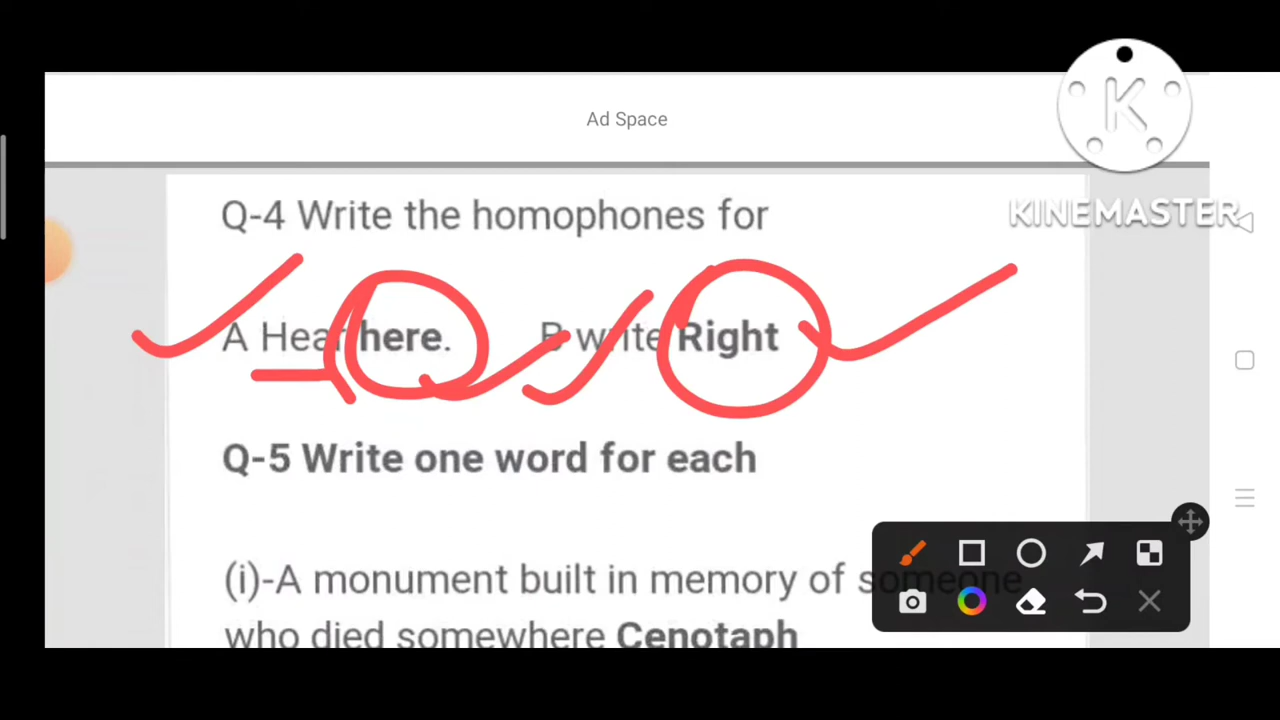 Ad Space
KINEMASTER
Q-4 Write the homophones for
A Hear here. B write Right
Q-5 Write one word for each
(i)-A monument built in memory of someone
who died somewhere Cenotaph